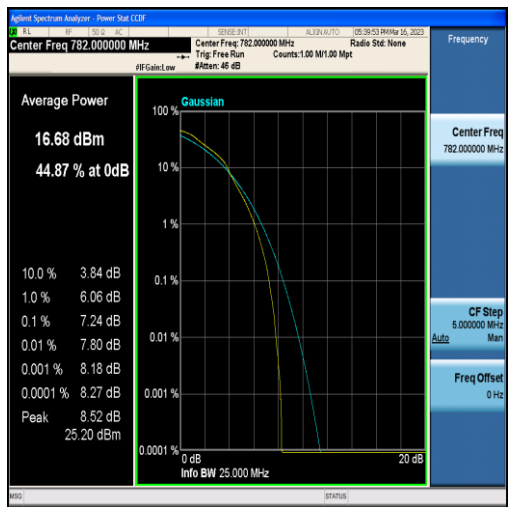 Agilent Spectrum Analyzer - Power Stat CCDF
RL RF 50 Ω AC SENSE:INT ALIGN AUTO 05:39:53 PM Mar 16, 2023
Center Freq 782.000000 MHz
Center Freq: 782.000000 MHz Radio Std: None
Trig: Free Run Counts:1.00 M/1.00 Mpt
#IFGain:Low #Atten: 46 dB
Frequency
Average Power
16.68 dBm
44.87 % at 0dB
10.0 % 3.84 dB
1.0 % 6.06 dB
0.1 % 7.24 dB
0.01 % 7.80 dB
0.001 % 8.18 dB
0.0001 % 8.27 dB
Peak 8.52 dB
25.20 dBm
Gaussian
100 %
10 %
1 %
0.1 %
0.01 %
0.001 %
0.0001 %
0 dB 20 dB
Info BW 25.000 MHz
Center Freq
782.000000 MHz
CF Step
5.000000 MHz
Auto Man
Freq Offset
0 Hz
MSG STATUS